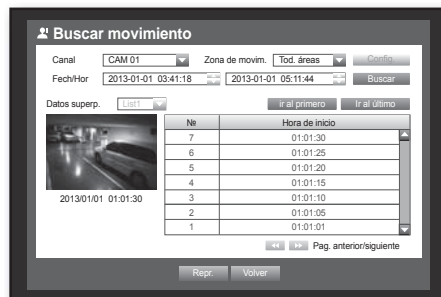 Buscar movimiento
Canal CAM 01 Zona de movim. Tod. áreas Config.
Fech/Hor 2013-01-01 03:41:18 2013-01-01 05:11:44 Buscar
Datos superp. List1 ir al primero Ir al último
№ Hora de inicio
7 01:01:30
6 01:01:25
5 01:01:20
4 01:01:15
3 01:01:10
2 01:01:05
1 01:01:01
2013/01/01 01:01:30
Pag. anterior/siguiente
Repr. Volver